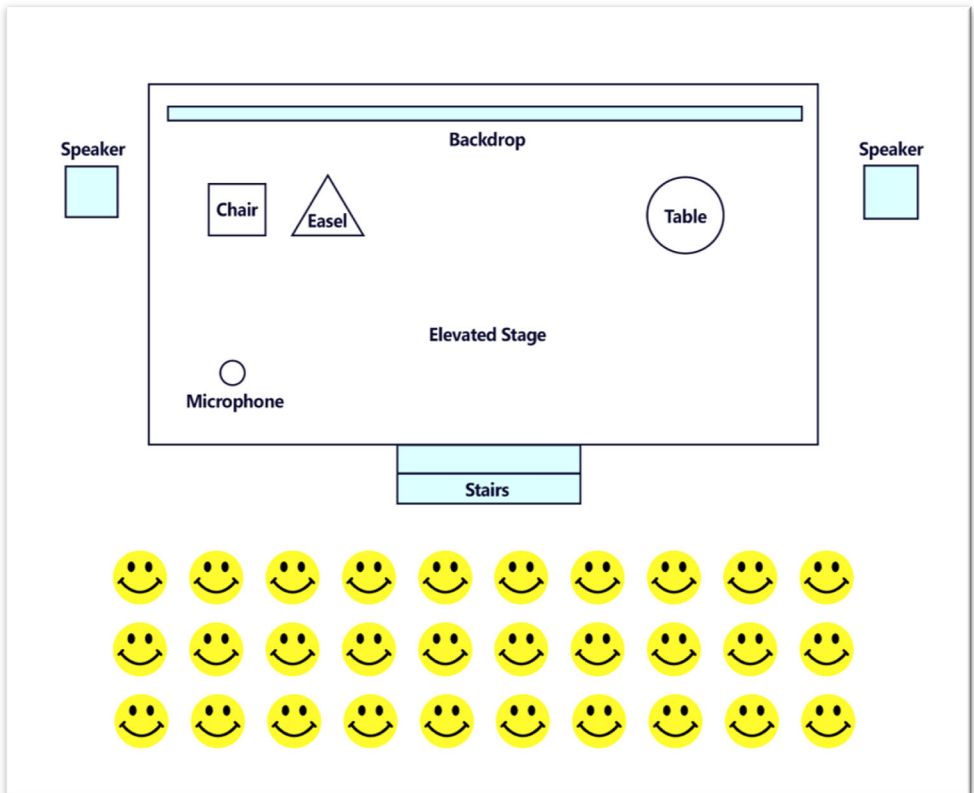 Backdrop
Speaker
Speaker
Chair
Easel
Table
Elevated Stage
Microphone
Stairs